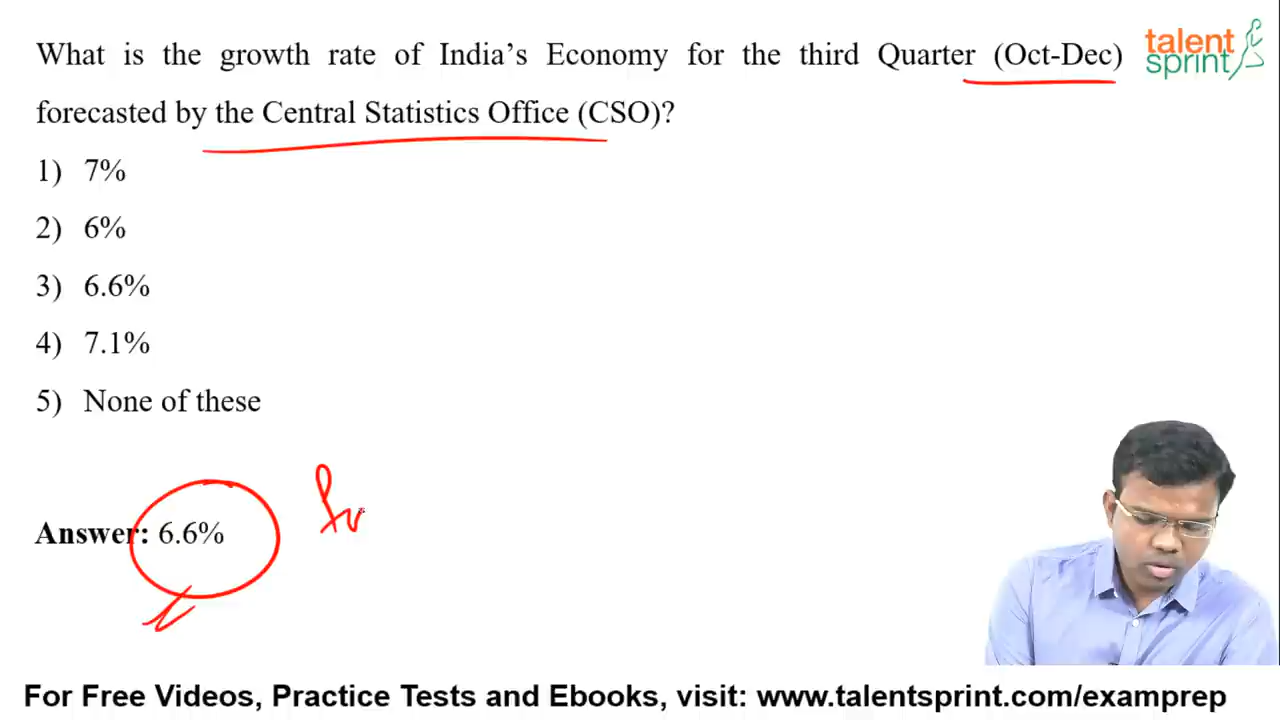 What is the growth rate of India's Economy for the third Quarter (Oct-Dec)
forecasted by the Central Statistics Office (CSO)?
1) 7%
2) 6%
3) 6.6%
4) 7.1%
5) None of these
Answer: 6.6%
talent
sprint
For Free Videos, Practice Tests and Ebooks, visit: www.talentsprint.com/examprep